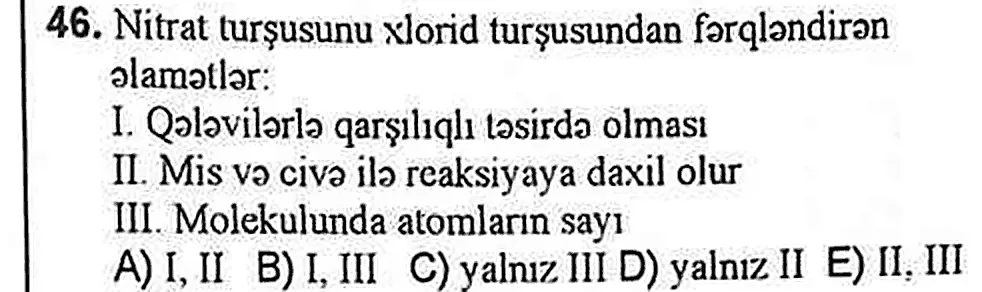 46. Nitrat turşusunu xlorid turşusundan fərqləndirən
əlamətlər:
I. Qələvilərlə qarşılıqlı təsirdə olması
II. Mis və civə ilə reaksiyaya daxil olur
III. Molekulunda atomların sayı
A) I, II B) I, III C) yalnız III D) yalnız II E) II, III